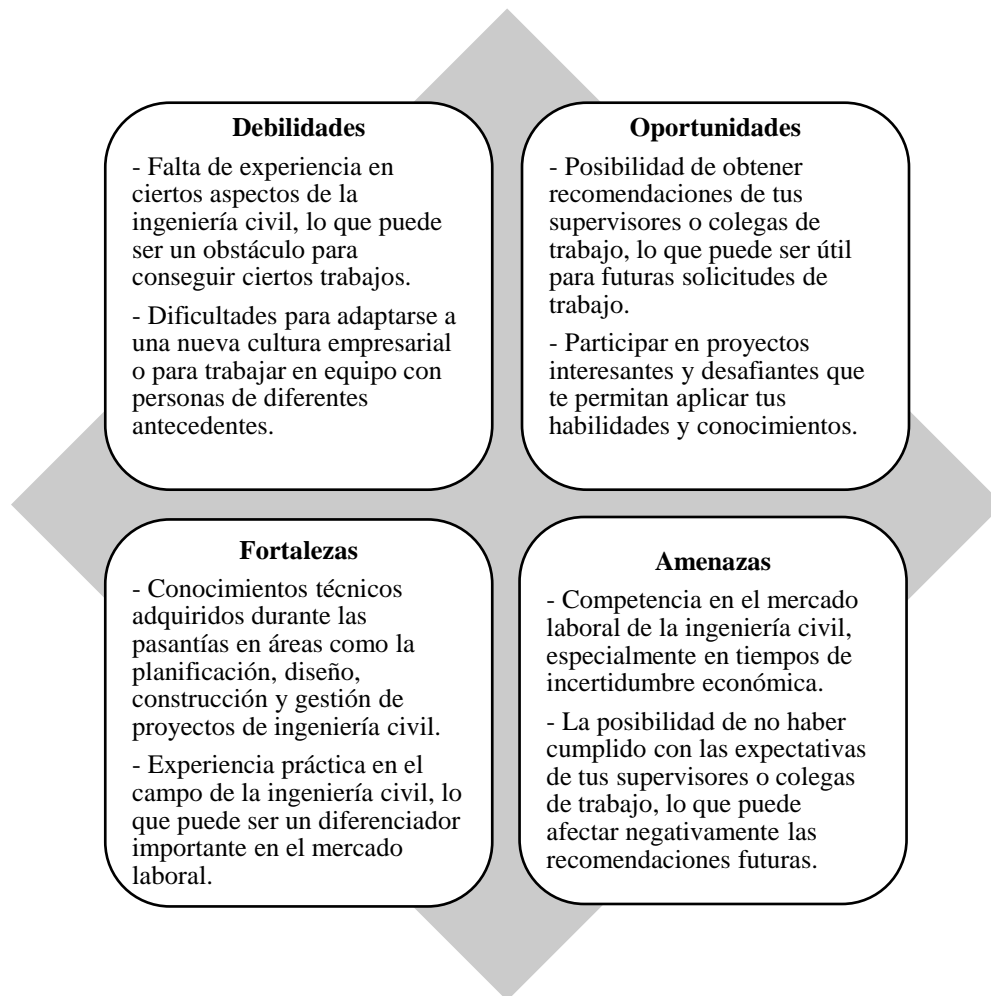 Debilidades
- Falta de experiencia en
ciertos aspectos de la
ingeniería civil, lo que puede
ser un obstáculo para
conseguir ciertos trabajos.
- Dificultades para adaptarse a
una nueva cultura empresarial
o para trabajar en equipo con
personas de diferentes
antecedentes.
Oportunidades
- Posibilidad de obtener
recomendaciones de tus
supervisores o colegas de
trabajo, lo que puede ser útil
para futuras solicitudes de
trabajo.
- Participar en proyectos
interesantes y desafiantes que
te permitan aplicar tus
habilidades y conocimientos.
Fortalezas
- Conocimientos técnicos
adquiridos durante las
pasantías en áreas como la
planificación, diseño,
construcción y gestión de
proyectos de ingeniería civil.
- Experiencia práctica en el
campo de la ingeniería civil, lo
que puede ser un diferenciador
importante en el mercado
laboral.
Amenazas
- Competencia en el mercado
laboral de la ingeniería civil,
especialmente en tiempos de
incertidumbre económica.
- La posibilidad de no haber
cumplido con las expectativas
de tus supervisores o colegas
de trabajo, lo que puede
afectar negativamente las
recomendaciones futuras.